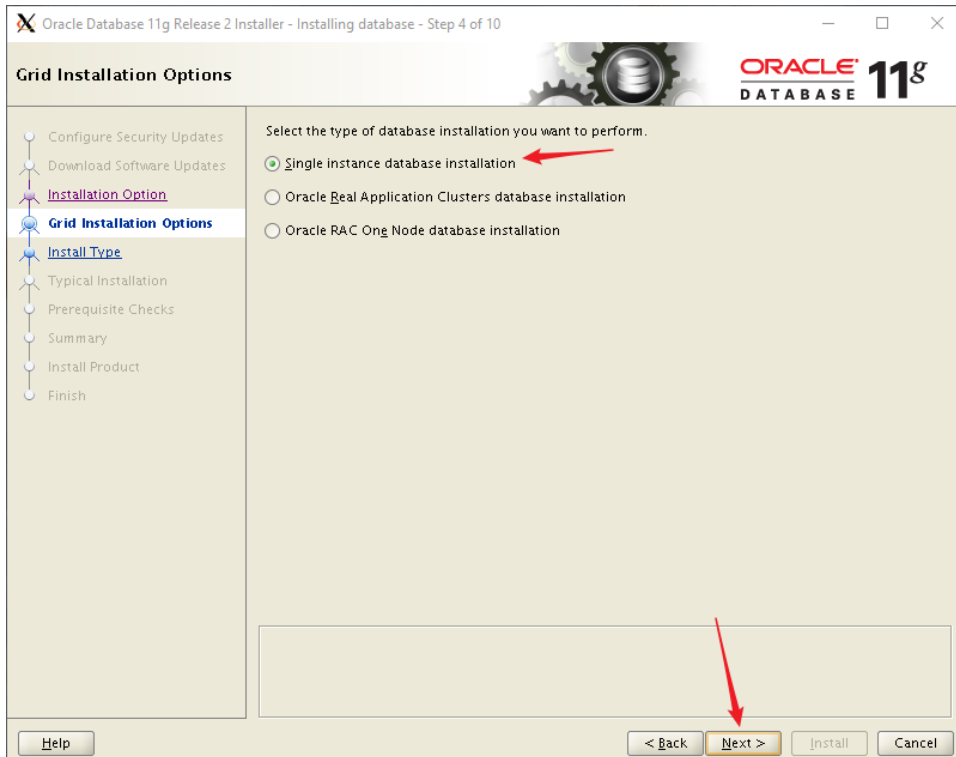 Oracle Database 11g Release 2 Installer - Installing database - Step 4 of 10
Grid Installation Options
ORACLE
DATABASE
11g
Configure Security Updates
Download Software Updates
Installation Option
Grid Installation Options
Install Type
Typical Installation
Prerequisite Checks
Summary
Install Product
Finish
Select the type of database installation you want to perform.
Single instance database installation
Oracle Real Application Clusters database installation
Oracle RAC One Node database installation
Help
< Back
Next >
Install
Cancel